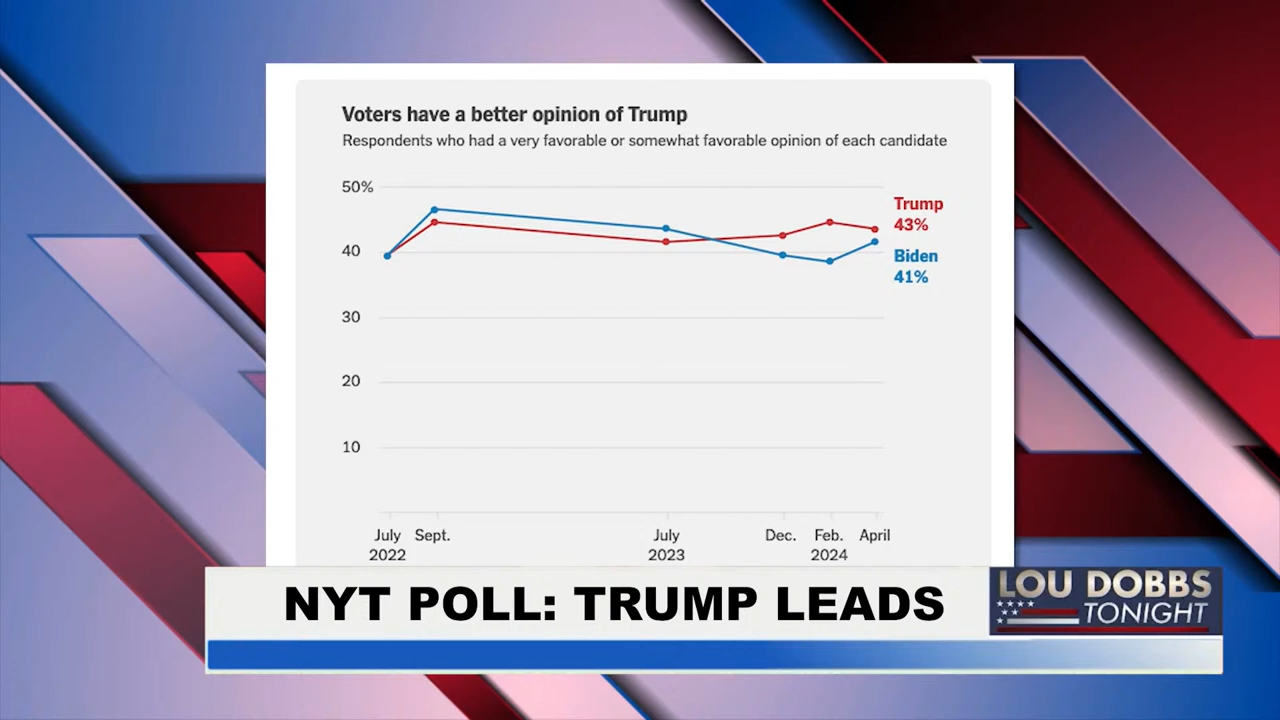 Voters have a better opinion of Trump
Respondents who had a very favorable or somewhat favorable opinion of each candidate
50%
40
30
20
10
Trump
43%
Biden
41%
July Sept. July Dec. Feb. April
2022 2023 2024
NYT POLL: TRUMP LEADS
LOU DOBBS
TONIGHT